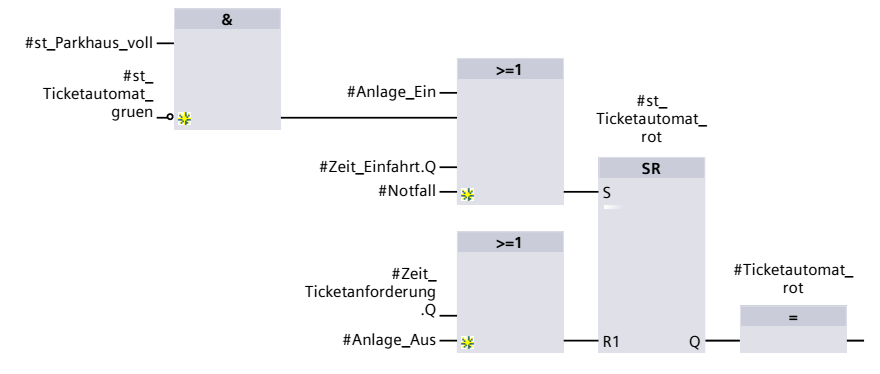 &
#st_Parkhaus_voll
#st_
Ticketautomat_
gruen
>=1
#Anlage_Ein
#Zeit_Einfahrt.Q
#Notfall
#st_
Ticketautomat_
rot
SR
S
>=1
#Zeit_
Ticketanforderung
.Q
#Anlage_Aus
R1
Q
#Ticketautomat_
rot
=